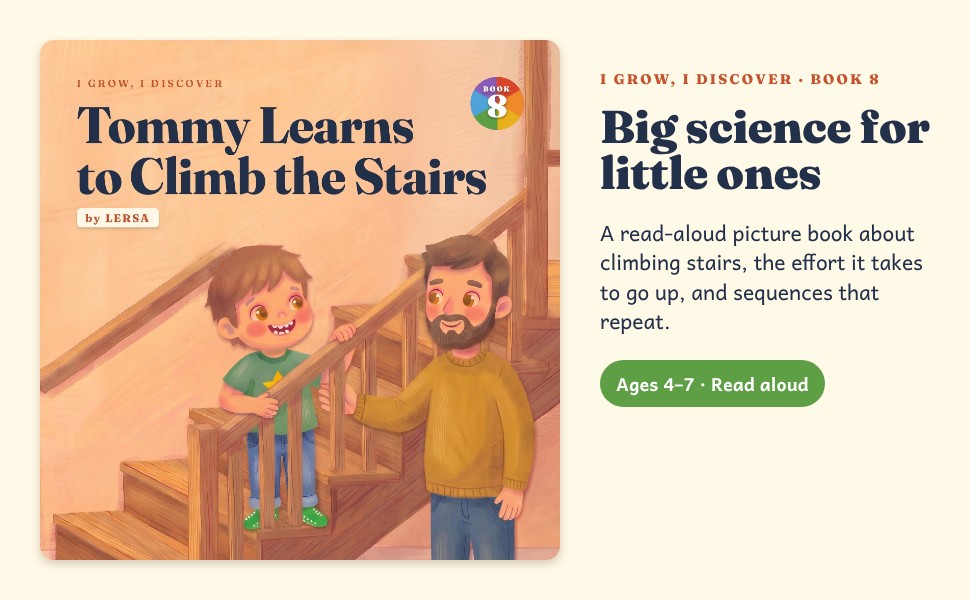 I GROW, I DISCOVER
BOOK
8
Tommy Learns
to Climb the Stairs
by LERSA
I GROW, I DISCOVER · BOOK 8
Big science for
little ones
A read-aloud picture book about
climbing stairs, the effort it takes
to go up, and sequences that
repeat.
Ages 4–7 · Read aloud